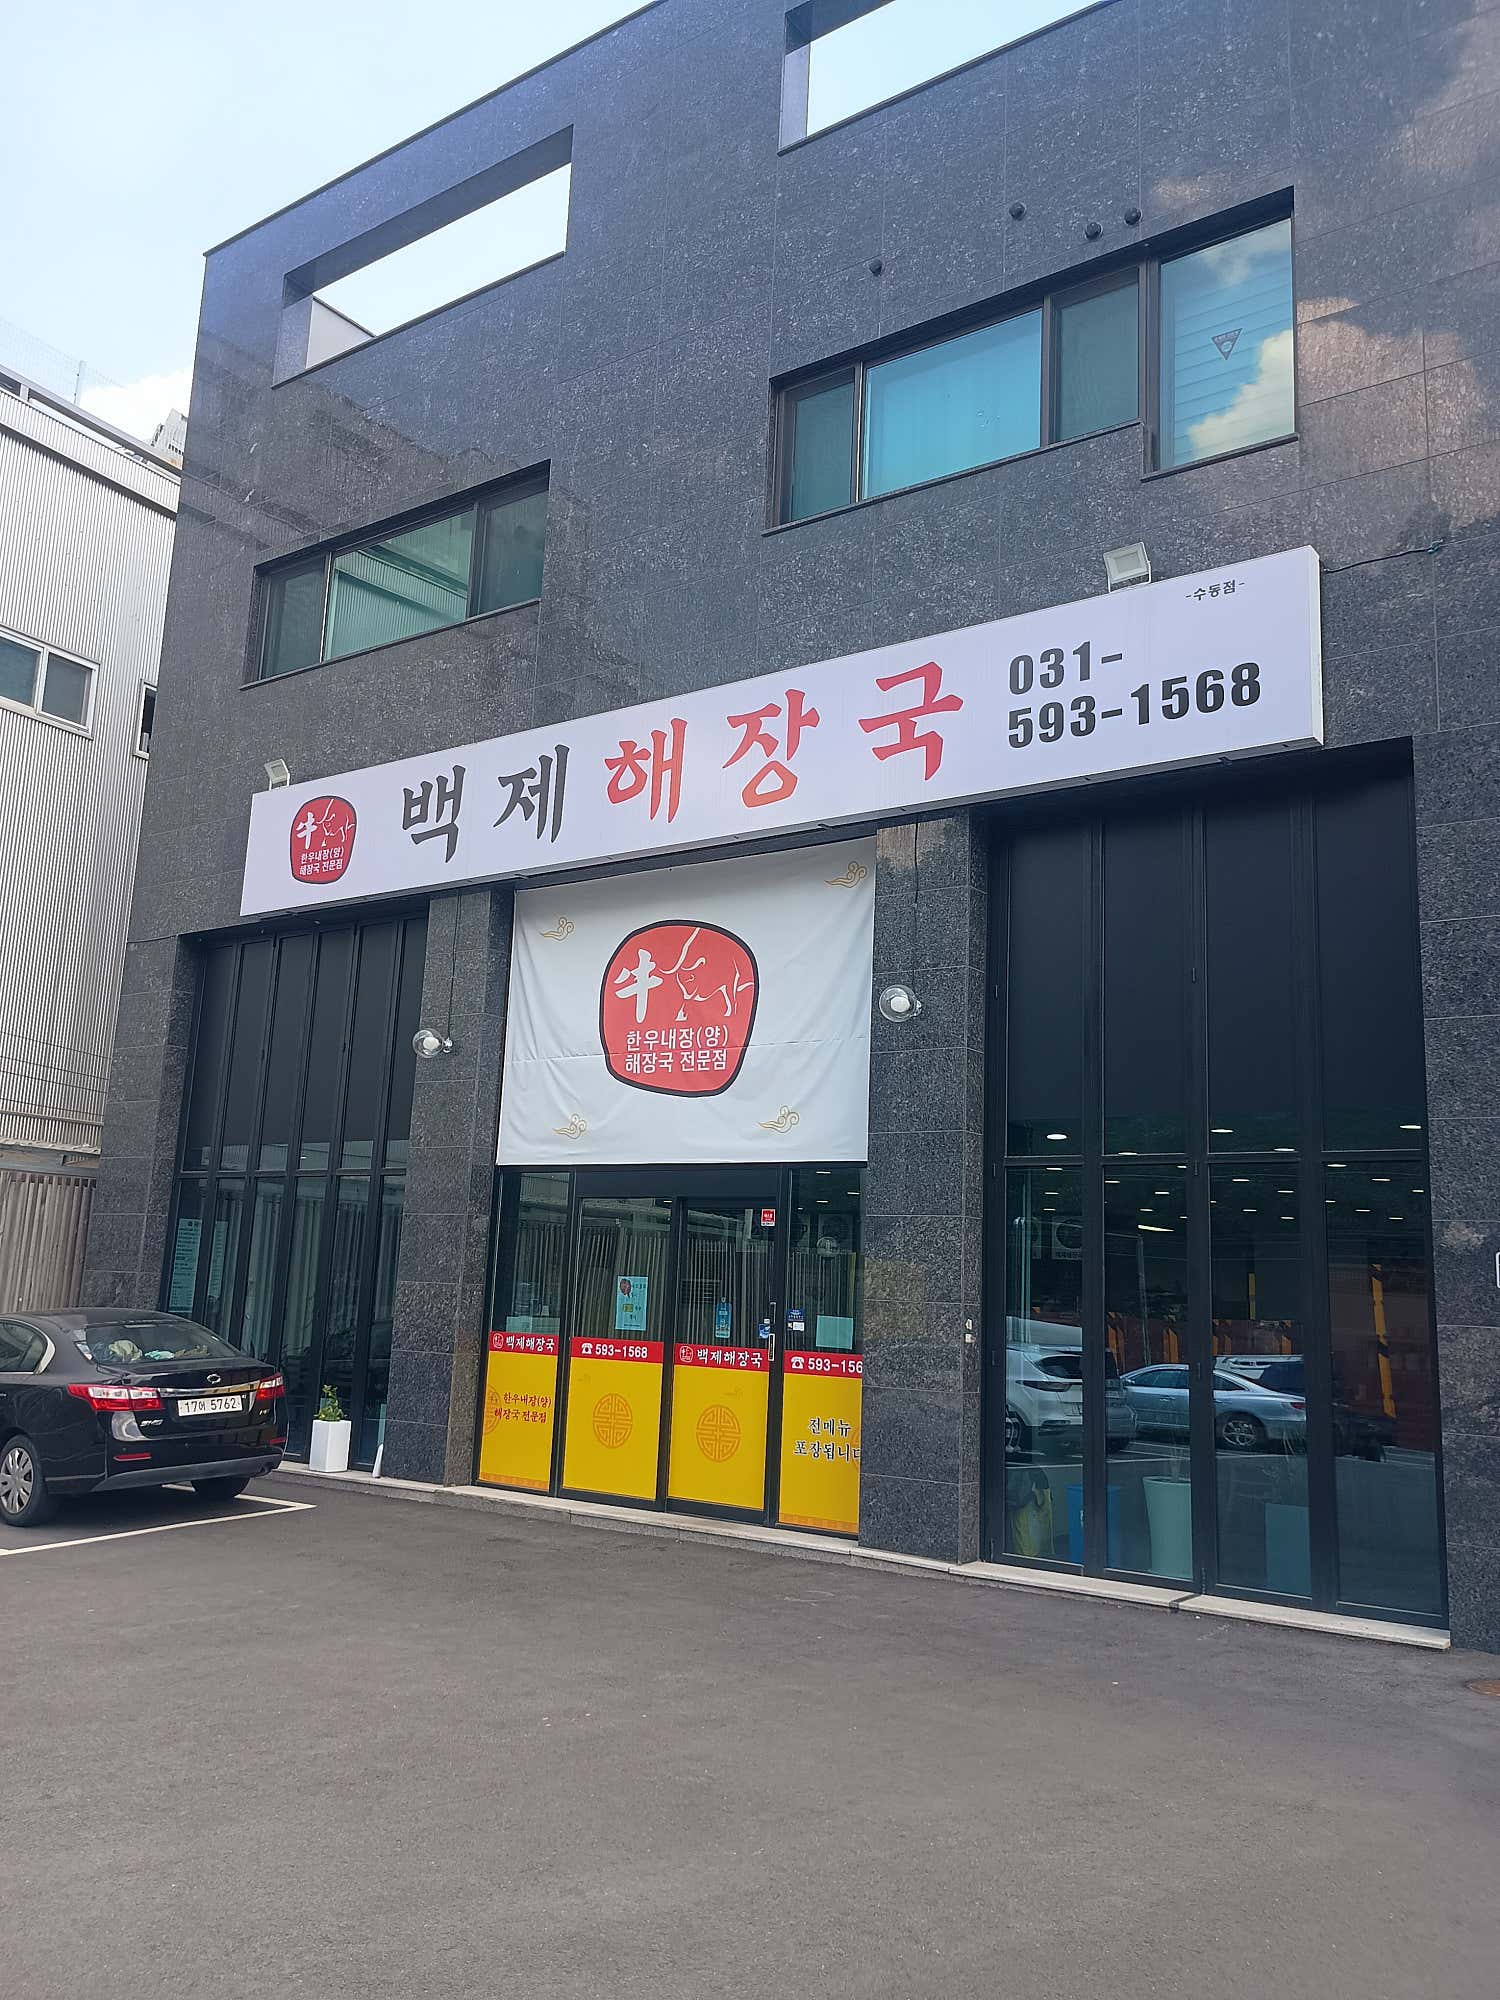 -수동점-
백제해장국
031-
593-1568
牛
한우내장(양)
해장국 전문점
牛
한우내장(양)
해장국 전문점
백제해장국
593-1568
백제해장국
593-156
한우내장(양)
해장국 전문점
전메뉴
포장됩니다
17어 5762